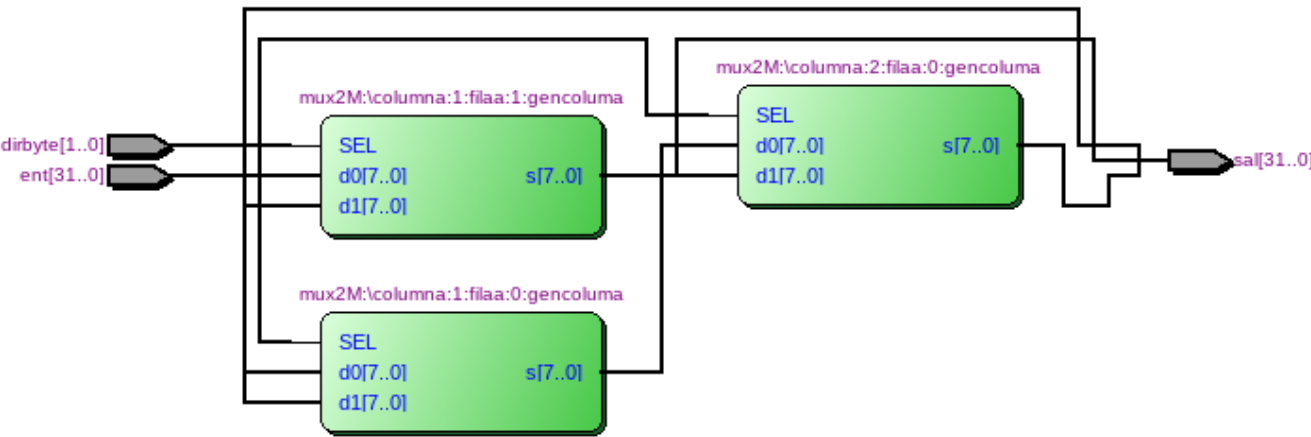 mux2M:\columna:2:filaa:0:gencoluma
mux2M:\columna:1:filaa:1:gencoluma
SEL
dirbyte[1..0]
SEL
d0[7..0]
s[7..0]
sal[31..0]
ent[31..0]
d0[7..0]
s[7..0]
d1[7..0]
d1[7..0]
mux2M:\columna:1:filaa:0:gencoluma
SEL
d0[7..0]
s[7..0]
d1[7..0]